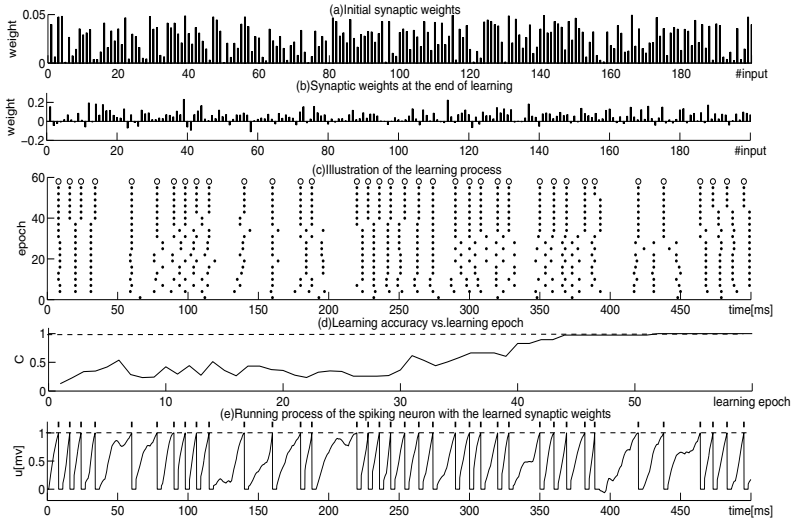 (a)Initial synaptic weights
0.05
0
weight
0 20 40 60 80 100 120 140 160 180 #input
(b)Synaptic weights at the end of learning
0.2
0
−0.2
weight
0 20 40 60 80 100 120 140 160 180 #input
(c)Illustration of the learning process
60
40
20
0
epoch
0 50 100 150 200 250 300 350 400 450 time[ms]
(d)Learning accuracy vs.learning epoch
1
0.5
0
C
0 10 20 30 40 50 learning epoch
(e)Running process of the spiking neuron with the learned synaptic weights
1
0.5
0
u[mv]
0 50 100 150 200 250 300 350 400 450 time[ms]